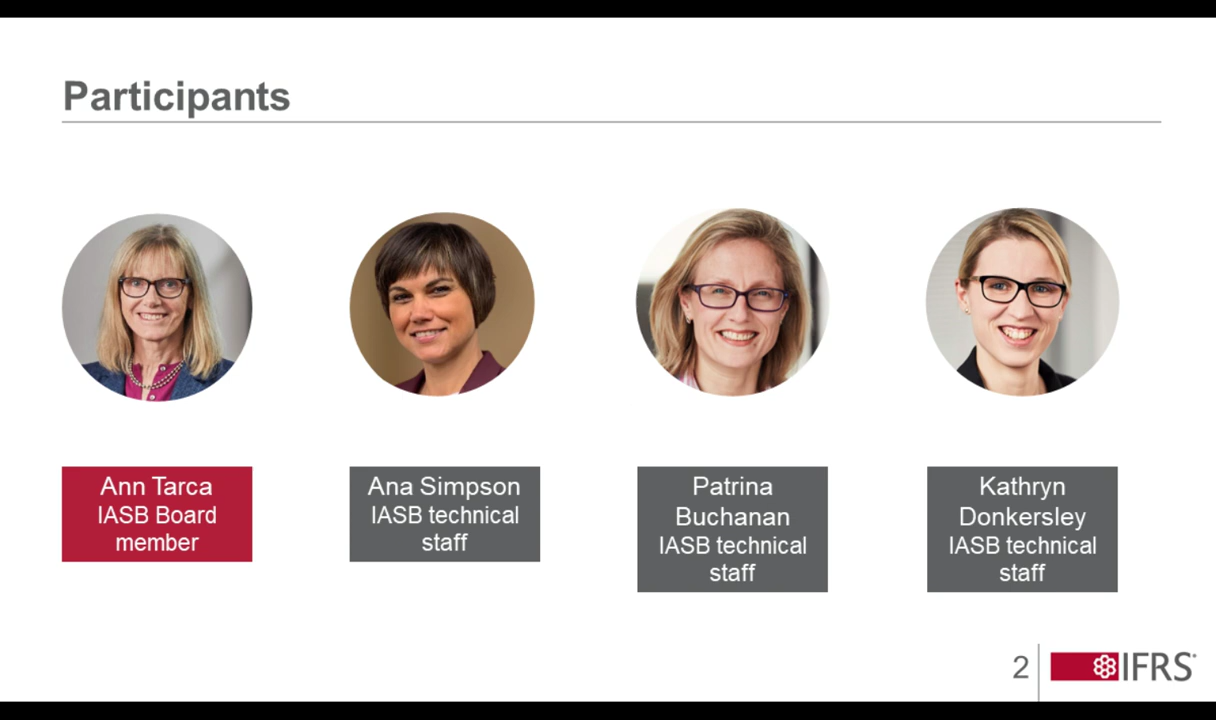 Participants
Ann Tarca
IASB Board
member
Ana Simpson
IASB technical
staff
Patrina
Buchanan
IASB technical
staff
Kathryn
Donkersley
IASB technical
staff
2
IFRS